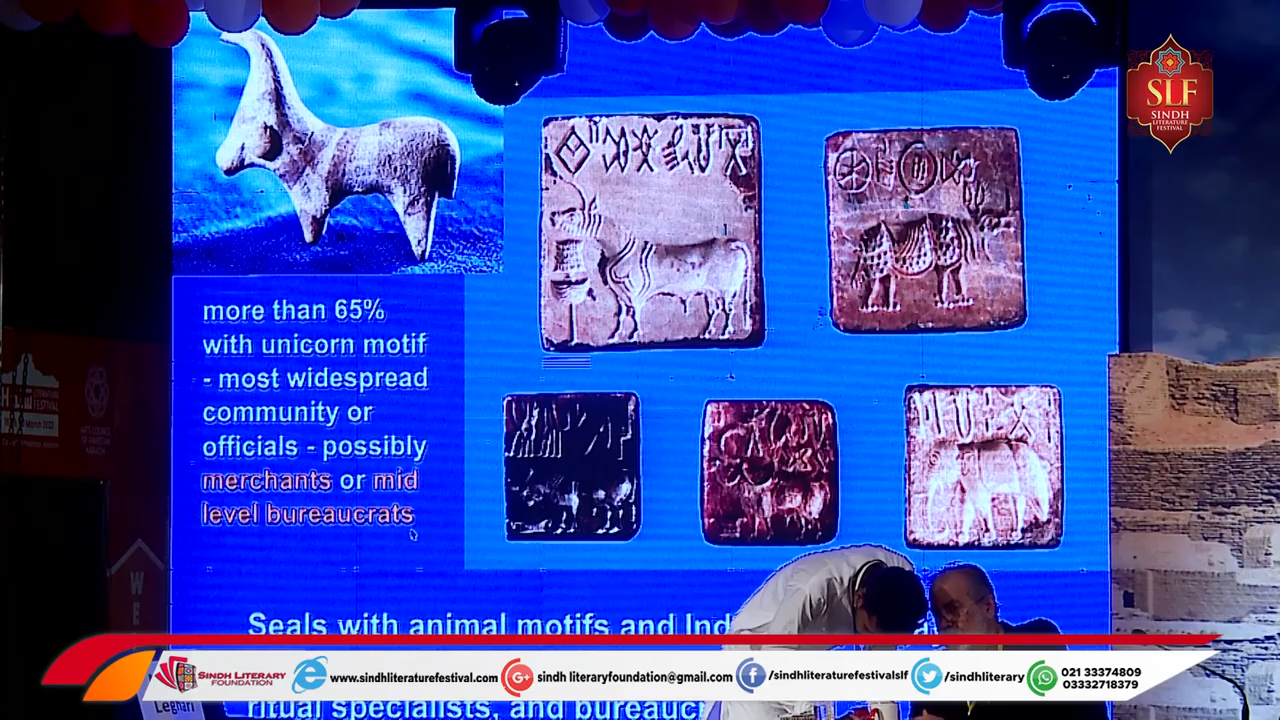 SLF
SINDH
LITERATURE
FESTIVAL
more than 65%
with unicorn motif
- most widespread
community or
officials - possibly
merchants or mid
level bureaucrats
Seals with animal motifs and
ritual specialists, and
W
E
Leghari
SINDH LITERARY
FOUNDATION
www.sindhliteraturefestival.com
sindh literaryfoundation@gmail.com
/sindhliteraturefestivalslf
/sindhliterary
021 33374809
03332718379